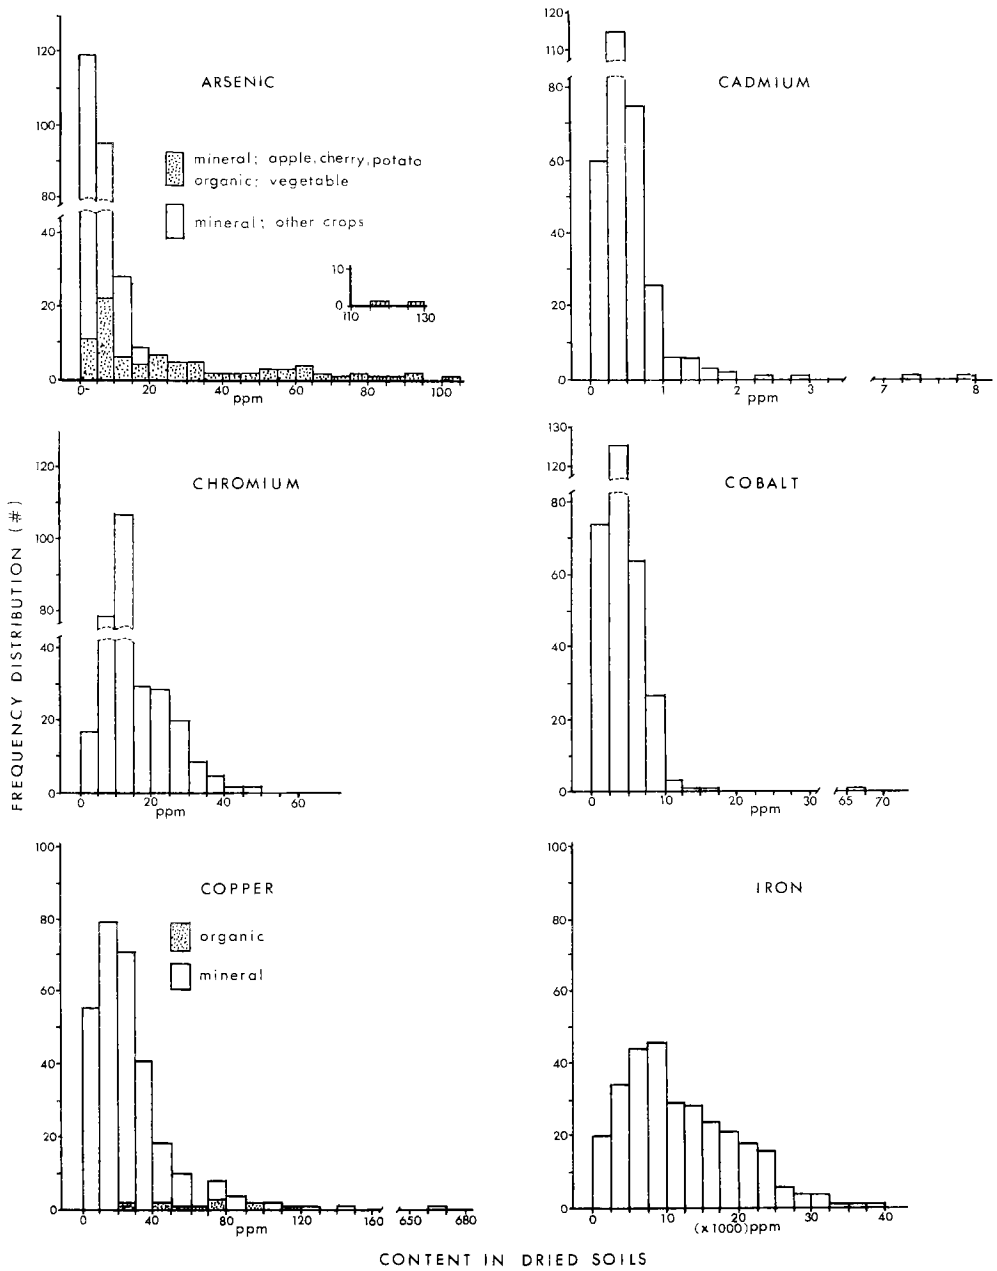 FREQUENCY DISTRIBUTION (#)
ARSENIC
120
100
80
40
20
0
mineral; apple, cherry, potato
organic; vegetable
mineral; other crops
10
0
110 130
0 20 40 60 80 100
ppm
CADMIUM
120
110
80
60
40
20
0
0 1 2 3 7 8
ppm
CHROMIUM
120
100
80
40
20
0
0 20 40 60
ppm
COBALT
130
120
80
60
40
20
0
0 10 20 30 65 70
ppm
COPPER
100
80
60
40
20
0
organic
mineral
0 40 80 120 160 650 680
ppm
IRON
100
80
60
40
20
0
0 10 20 30 40
(x1000)ppm
CONTENT IN DRIED SOILS